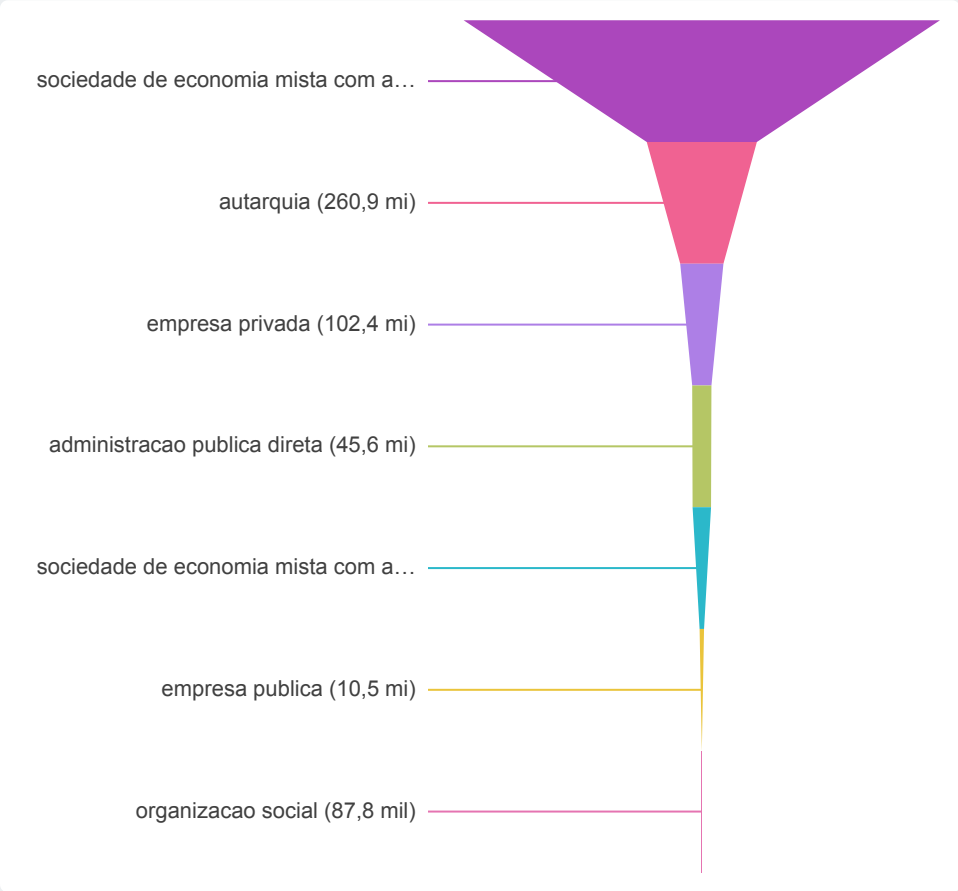 sociedade de economia mista com a…
autarquia (260,9 mi)
empresa privada (102,4 mi)
administracao publica direta (45,6 mi)
sociedade de economia mista com a…
empresa publica (10,5 mi)
organizacao social (87,8 mil)